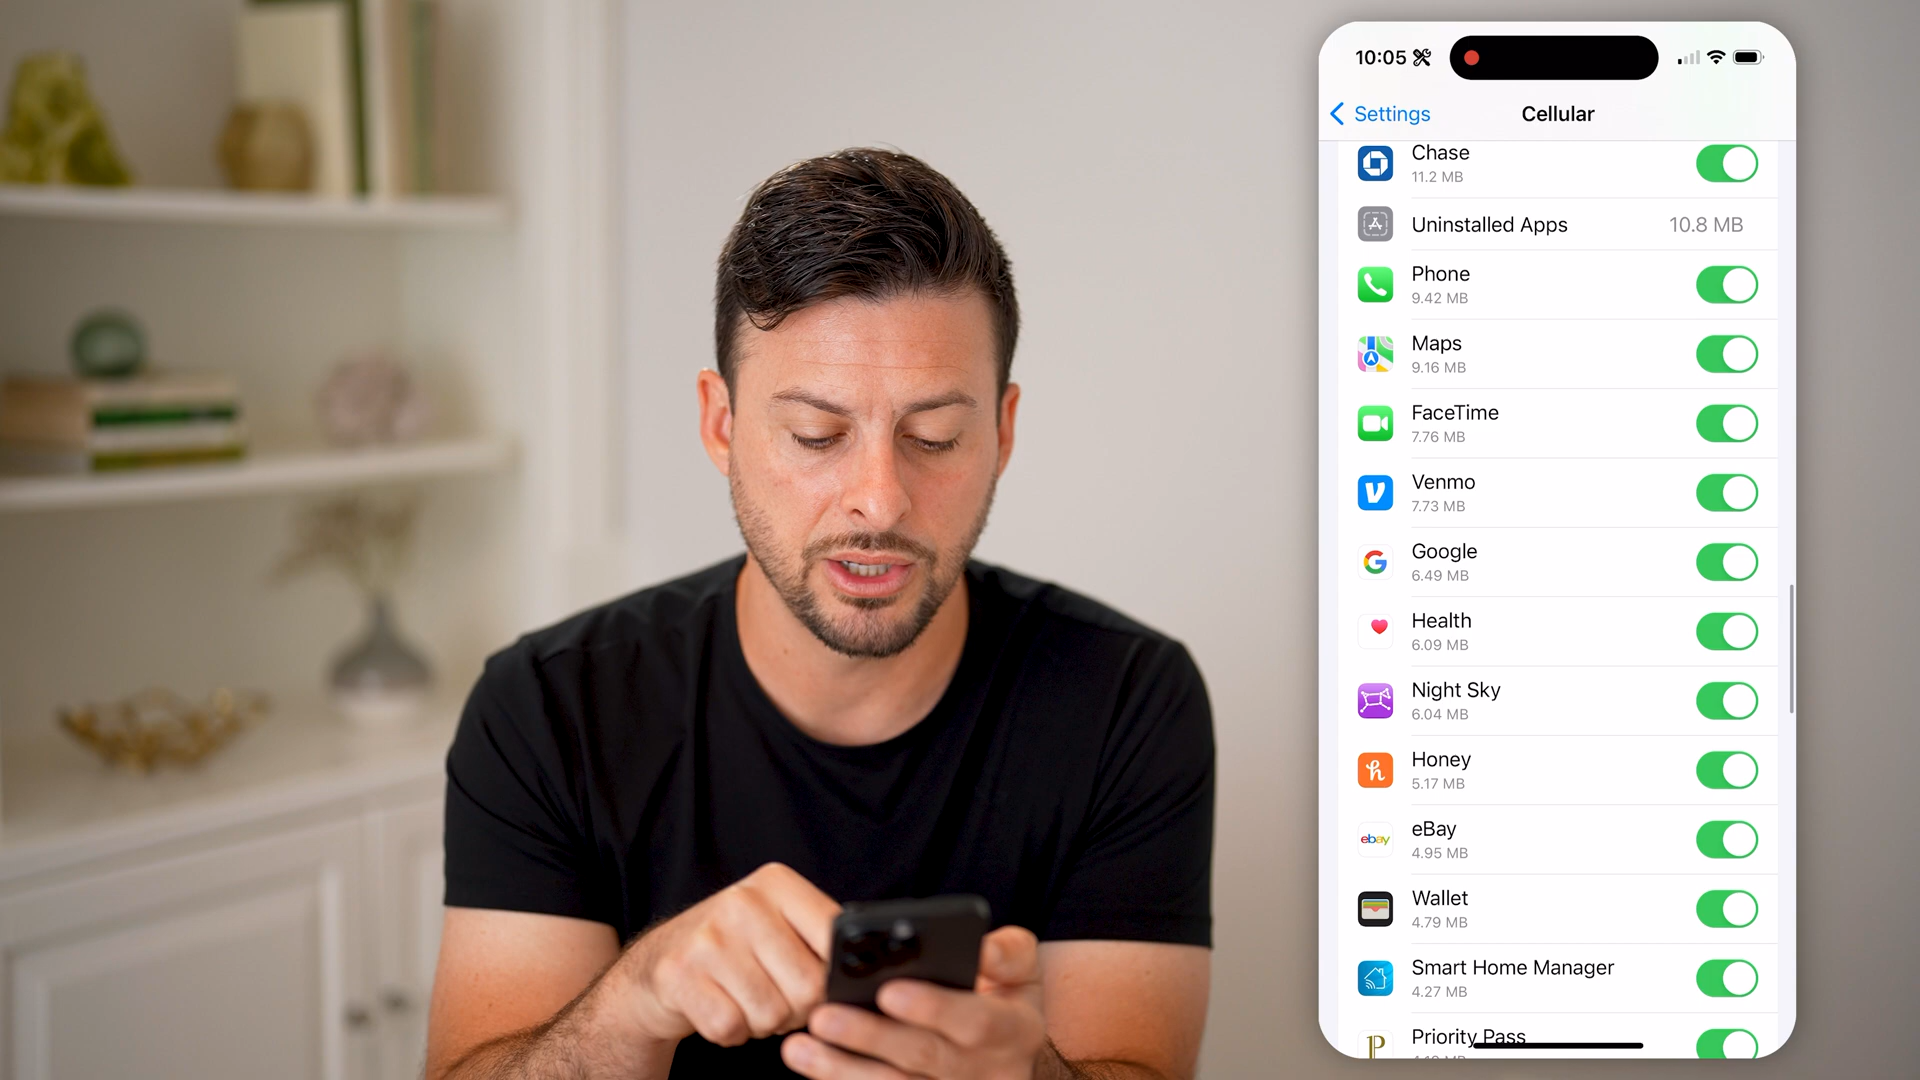 10:05
Settings
Cellular
Chase
11.2 MB
Uninstalled Apps
10.8 MB
Phone
9.42 MB
Maps
9.16 MB
FaceTime
7.76 MB
Venmo
7.73 MB
Google
6.49 MB
Health
6.09 MB
Night Sky
6.04 MB
Honey
5.17 MB
ebay
eBay
4.95 MB
Wallet
4.79 MB
Smart Home Manager
4.27 MB
Priority Pass